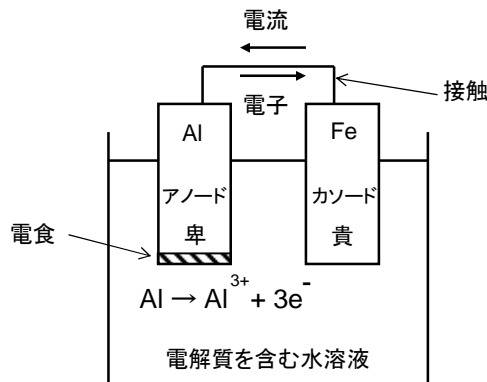 電流
電子
接触
Al
Fe
アノード
カソード
卑
貴
電食
Al → Al³⁺ + 3e⁻
電解質を含む水溶液